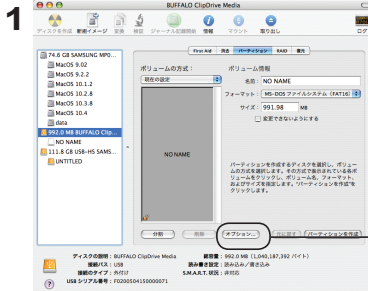 1
BUFFALO ClipDrive Media
ディスクを作成 新規イメージ 変換 検証 ジャーナル記録開始 情報 マウント 取り出し ログ
First Aid 消去 パーティション RAID 復元
74.6 GB SAMSUNG MP0...
MacOS 9.02
MacOS 9.2.2
MacOS 10.1.2
MacOS 10.2.8
MacOS 10.3.8
MacOS 10.4
data
992.0 MB BUFFALO Clip...
NO NAME
111.8 GB USB-HS SAMS...
UNTITLED
ボリュームの方式：
現在の設定
NO NAME
ボリューム情報
名前：NO NAME
フォーマット：MS-DOS ファイルシステム（FAT16）
サイズ：991.98 MB
変更できないようにする
パーティションを作成するディスクを選択し、ボリュー
ムの方式を選択します。その方式で表示されている各ボ
リュームをクリックし、ボリューム名、フォーマット、
およびサイズを指定します。"パーティションを作成"を
クリックします。
分割 削除 オプション... 元に戻す パーティションを作成
ディスクの説明：BUFFALO ClipDrive Media
接続バス：USB
接続のタイプ：外付け
USB シリアル番号：F0200504150000071
総容量：992.0 MB（1,040,187,392 バイト）
読み書き設定：読み込み／書き込み
S.M.A.R.T. 状況：非対応
?